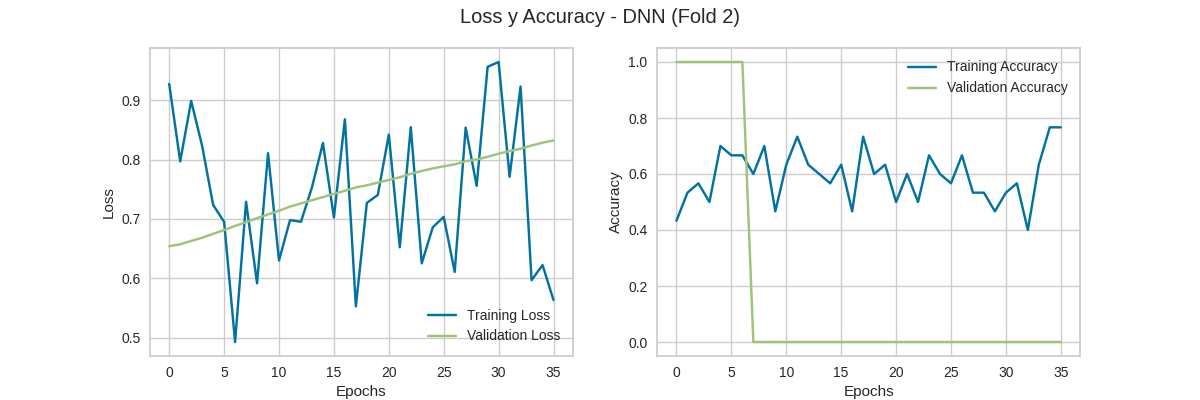 Loss y Accuracy - DNN (Fold 2)
Loss
0.9
0.8
0.7
0.6
0.5
0 5 10 15 20 25 30 35
Epochs
Training Loss
Validation Loss
Accuracy
1.0
0.8
0.6
0.4
0.2
0.0
0 5 10 15 20 25 30 35
Epochs
Training Accuracy
Validation Accuracy